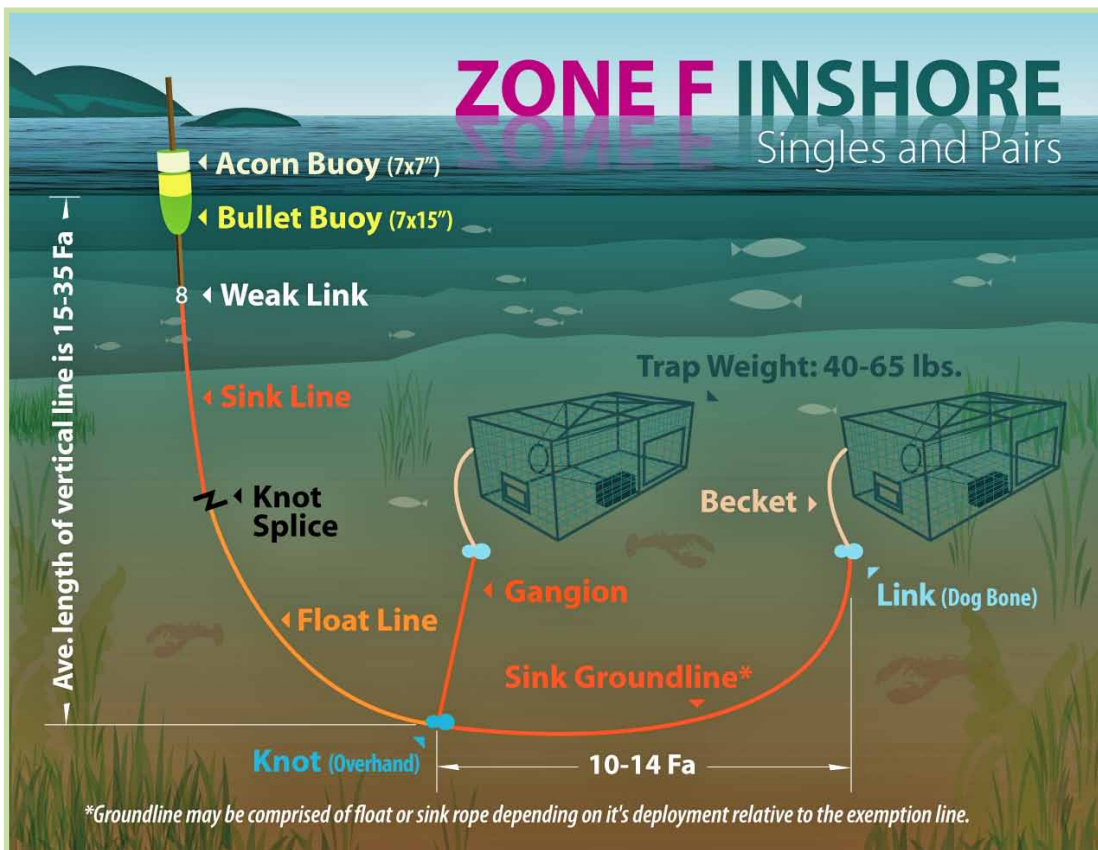 ZONE F INSHORE
Singles and Pairs
Acorn Buoy (7x7")
Bullet Buoy (7x15")
Ave. length of vertical line is 15-35 Fa
8
Weak Link
Trap Weight: 40-65 lbs.
Sink Line
Knot
Splice
Becket
Gangion
Link (Dog Bone)
Float Line
Sink Groundline*
Knot (Overhand)
10-14 Fa
*Groundline may be comprised of float or sink rope depending on it's deployment relative to the exemption line.